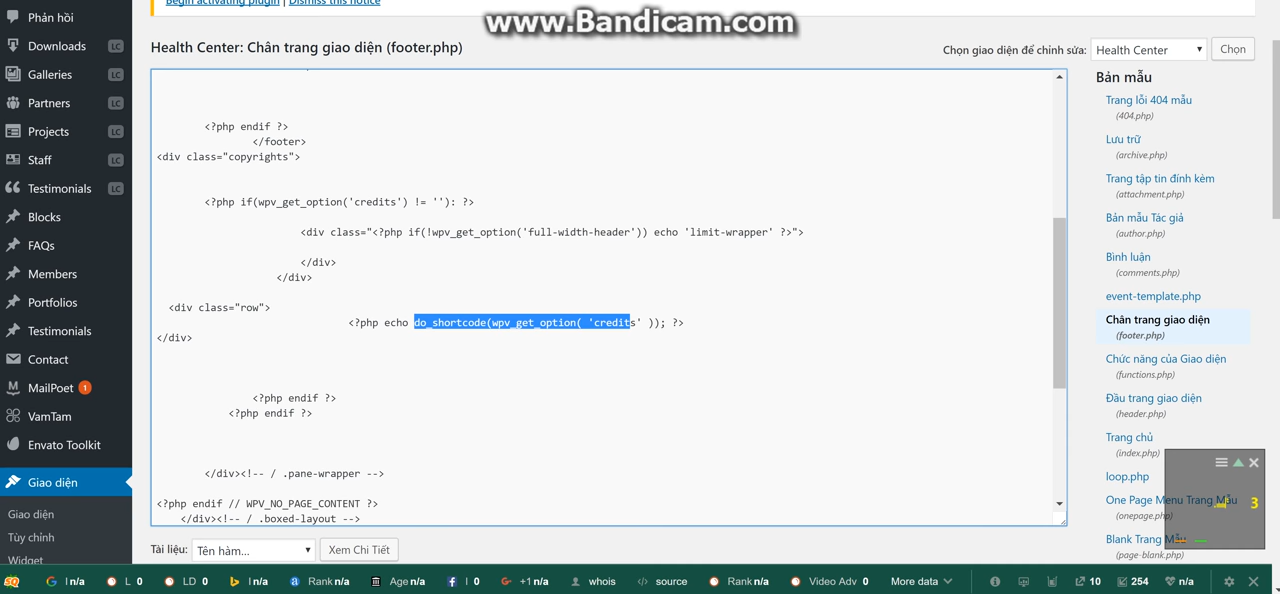 www.Bandicam.com
Begin activating plugin | Dismiss this notice
Phản hồi
Downloads LC
Galleries LC
Partners LC
Projects LC
Staff LC
Testimonials LC
Blocks
FAQs
Members
Portfolios
Testimonials
Contact
MailPoet 1
VamTam
Envato Toolkit
Giao diện
Giao diện
Tùy chỉnh
Widget
Health Center: Chân trang giao diện (footer.php)
Chọn giao diện để chỉnh sửa: Health Center Chọn
<?php endif ?>
</footer>
<div class="copyrights">
<?php if(wpv_get_option('credits') != ''): ?>
<div class="<?php if(!wpv_get_option('full-width-header')) echo 'limit-wrapper' ?>">
</div>
</div>
<div class="row">
<?php echo do_shortcode(wpv_get_option( 'credits' )); ?>
</div>
<?php endif ?>
<?php endif ?>
</div><!-- / .pane-wrapper -->
<?php endif // WPV_NO_PAGE_CONTENT ?>
</div><!-- / .boxed-layout -->
Tài liệu: Tên hàm... Xem Chi Tiết
Bản mẫu
Trang lỗi 404 mẫu
(404.php)
Lưu trữ
(archive.php)
Trang tập tin đính kèm
(attachment.php)
Bản mẫu Tác giả
(author.php)
Bình luận
(comments.php)
event-template.php
Chân trang giao diện
(footer.php)
Chức năng của Giao diện
(functions.php)
Đầu trang giao diện
(header.php)
Trang chủ
(index.php)
loop.php
One Page Menu Trang Mẫu
(onepage.php)
Blank Trang Mẫu
(page-blank.php)
3
SQ I n/a L 0 LD 0 I n/a Rank n/a Age n/a I 0 +1 n/a whois source Rank n/a Video Adv 0 More data 10 254 n/a